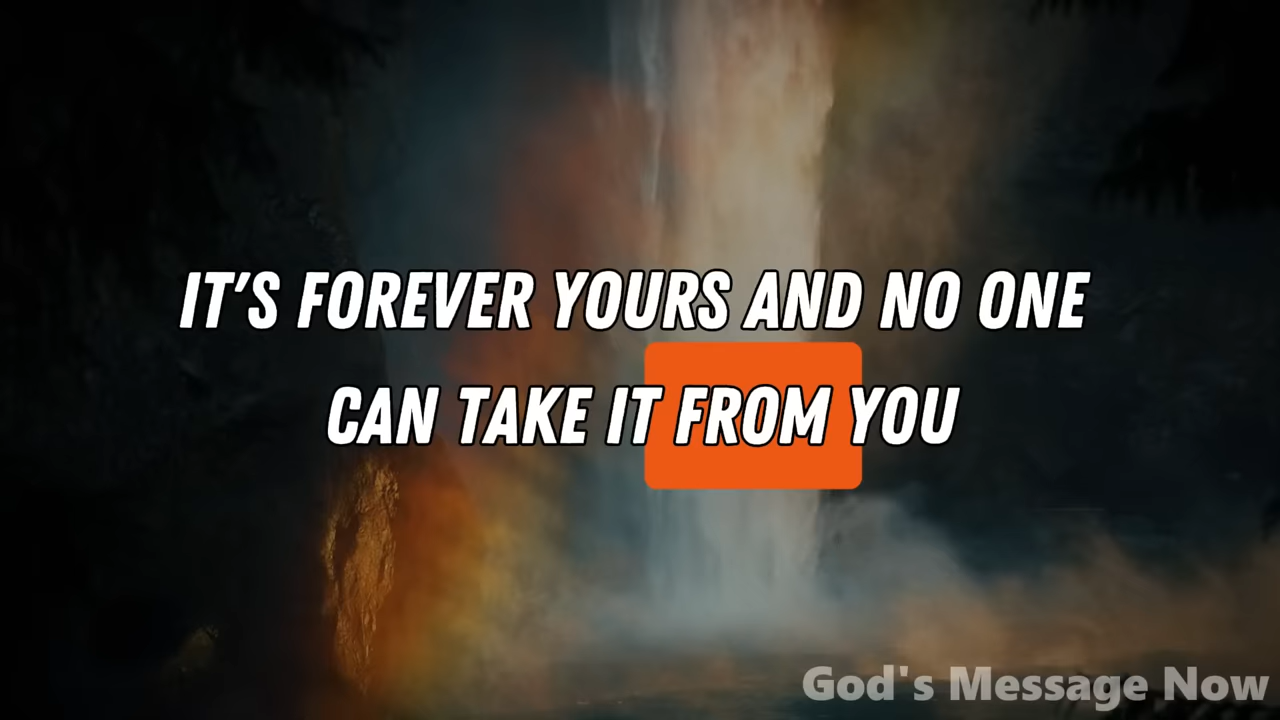 IT'S FOREVER YOURS AND NO ONE
CAN TAKE IT FROM YOU
God's Message Now